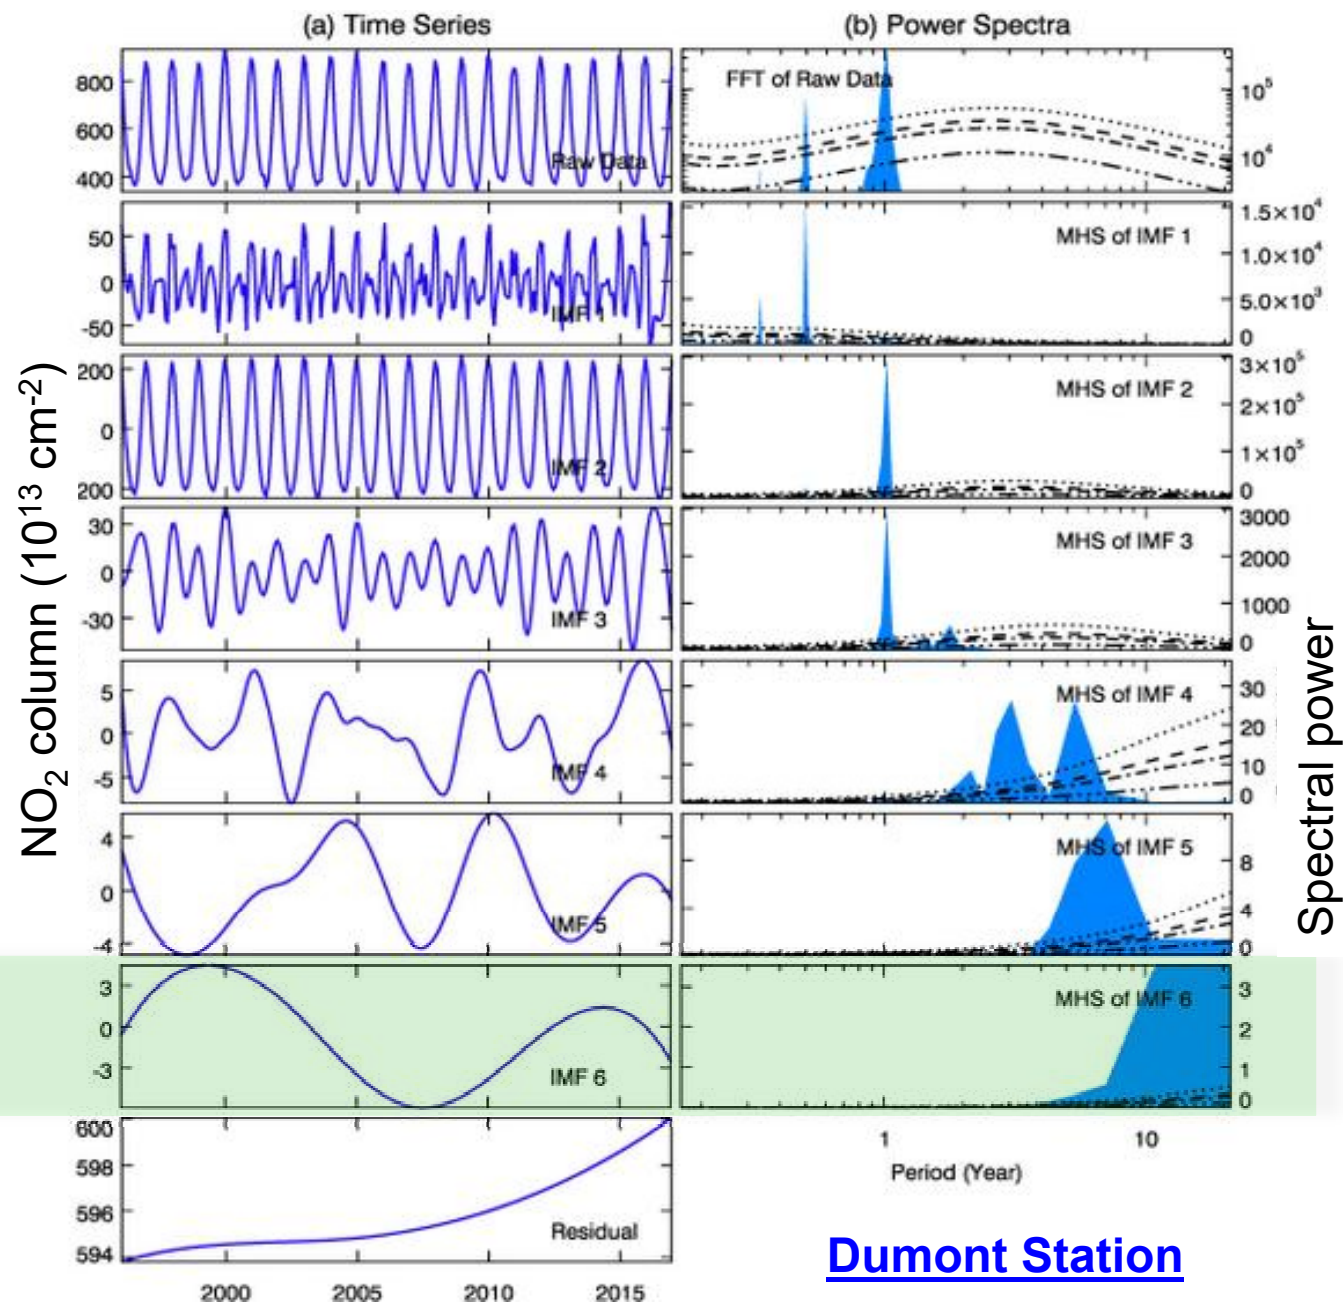 (a) Time Series
(b) Power Spectra
NO₂ column (10¹³ cm⁻²)
800
600
400
Raw Data
FFT of Raw Data
10⁵
10⁴
50
0
-50
IMF 1
MHS of IMF 1
1.5×10⁴
1.0×10⁴
5.0×10³
0
200
0
200
IMF 2
MHS of IMF 2
3×10⁵
2×10⁵
1×10⁵
0
30
0
-30
IMF 3
MHS of IMF 3
3000
2000
1000
0
5
0
-5
IMF 4
MHS of IMF 4
30
20
10
0
4
0
-4
IMF 5
MHS of IMF 5
8
4
0
3
0
-3
IMF 6
MHS of IMF 6
3
2
1
0
600
598
596
594
Residual
2000 2005 2010 2015
1 10
Period (Year)
Spectral power
Dumont Station